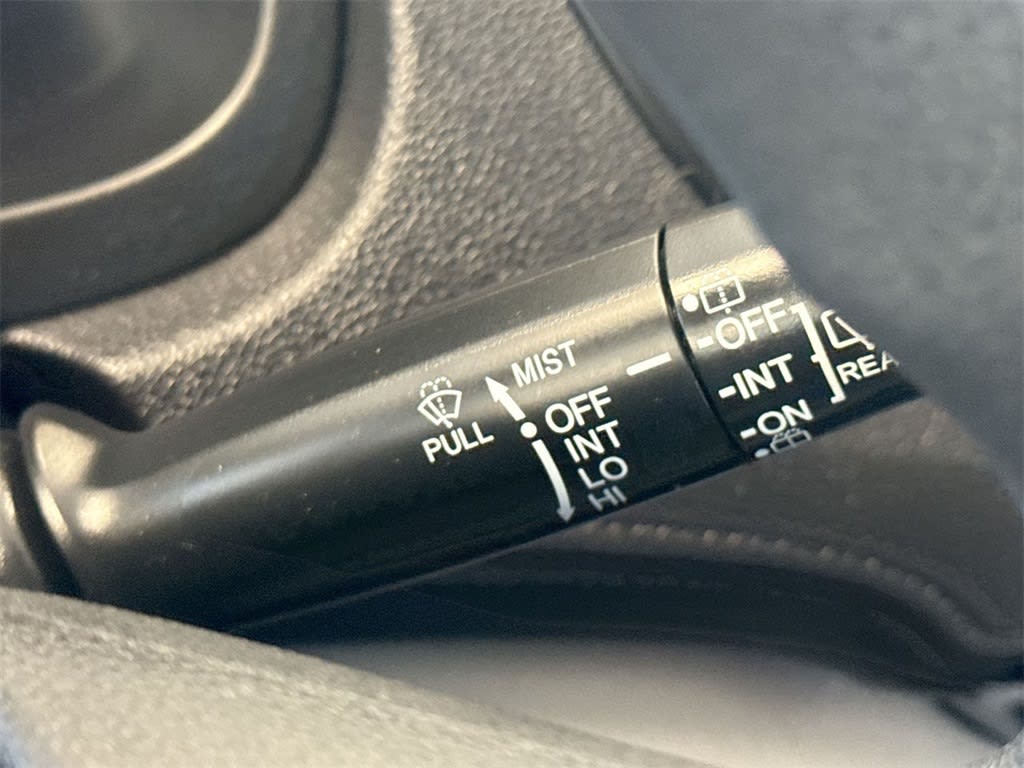 PULL
MIST
OFF
INT
LO
HI
-OFF
-INT
-ON
REA